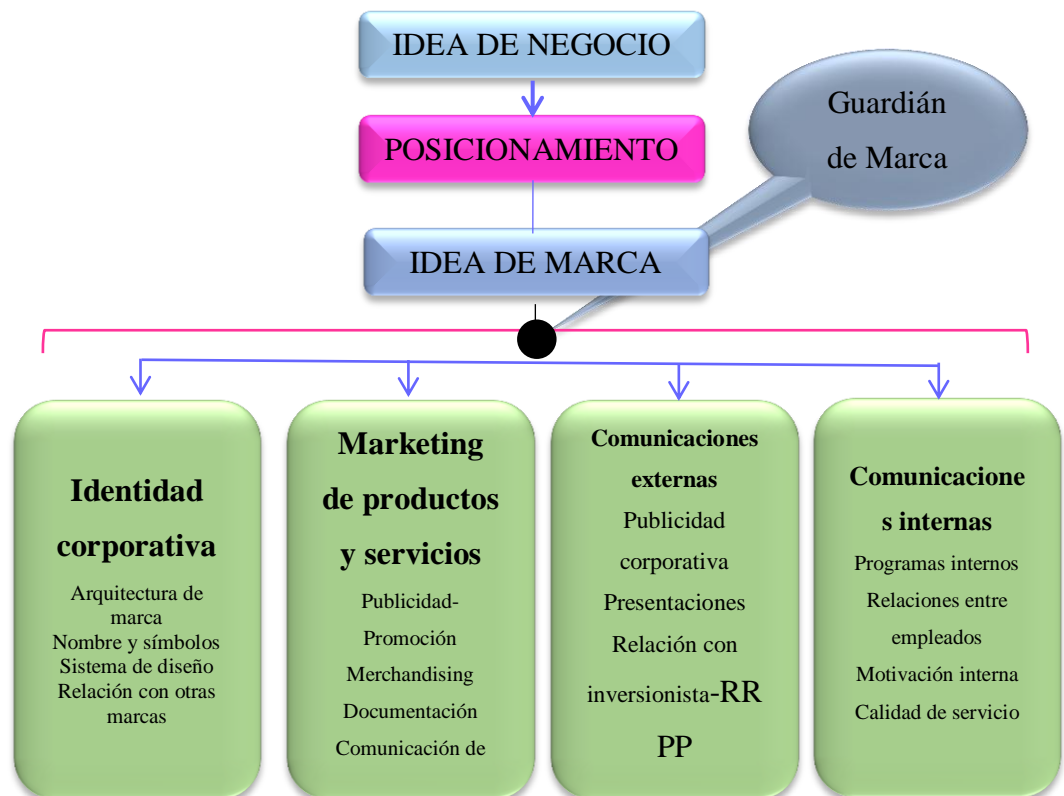 IDEA DE NEGOCIO
POSICIONAMIENTO
Guardián
de Marca
IDEA DE MARCA
Identidad
corporativa
Arquitectura de
marca
Nombre y símbolos
Sistema de diseño
Relación con otras
marcas
Marketing
de productos
y servicios
Publicidad-
Promoción
Merchandising
Documentación
Comunicación de
Comunicaciones
externas
Publicidad
corporativa
Presentaciones
Relación con
inversionista-RR
PP
Comunicacione
s internas
Programas internos
Relaciones entre
empleados
Motivación interna
Calidad de servicio